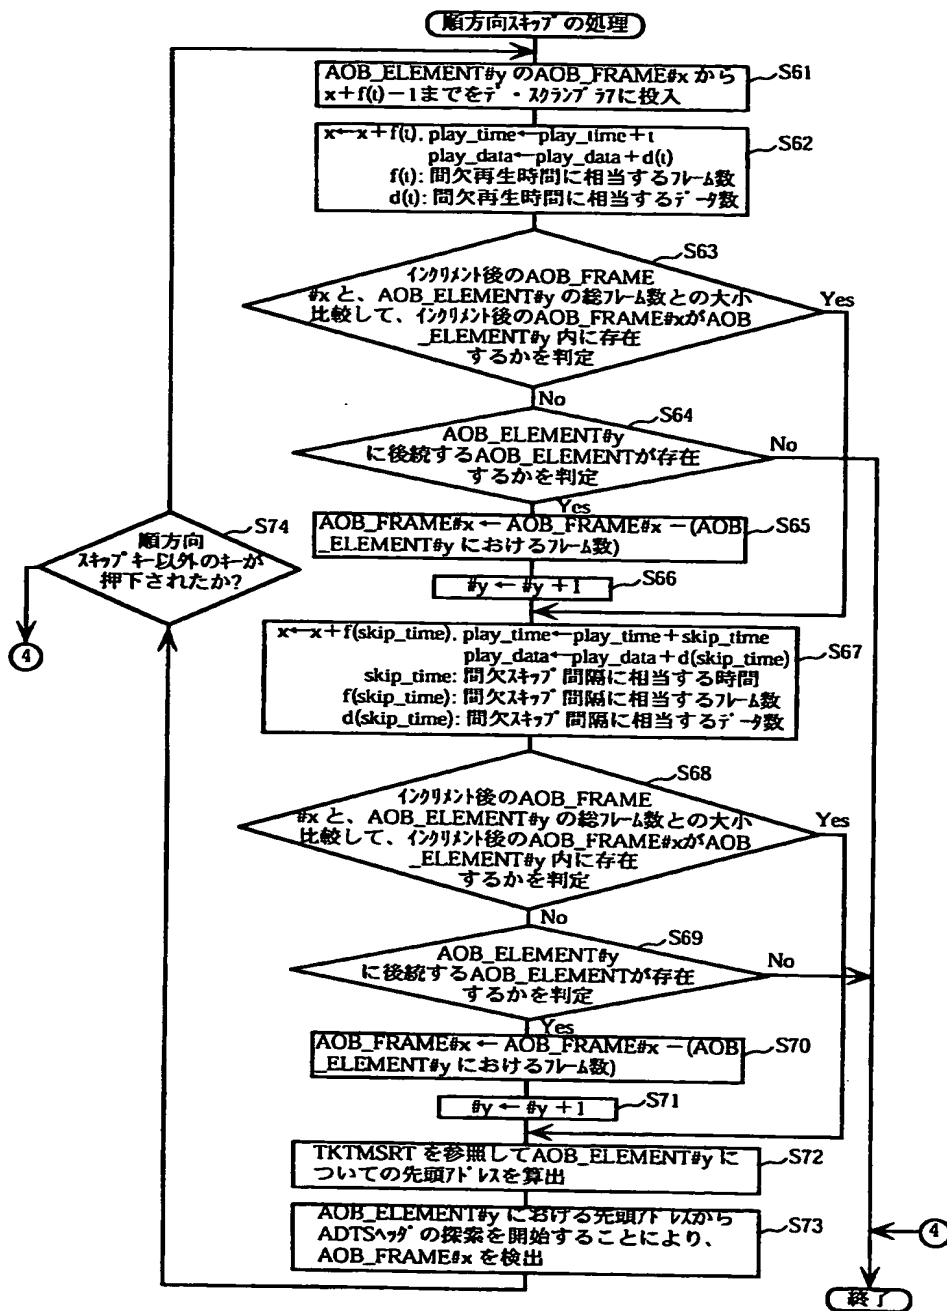 順方向スキップの処理
AOB_ELEMENT#y のAOB_FRAME#x から
x+f(t)-1までをデ・スクランブラ7に投入
S61
x←x+f(t), play_time←play_time+t
play_data←play_data+d(t)
f(t): 間欠再生時間に相当するフレーム数
d(t): 間欠再生時間に相当するデータ数
S62
S63
インクリメント後のAOB_FRAME
#x と、AOB_ELEMENT#y の総フレーム数との大小
比較して、インクリメント後のAOB_FRAME#xがAOB
_ELEMENT#y 内に存在
するかを判定
Yes
No
S64
AOB_ELEMENT#y
に後続するAOB_ELEMENTが存在
するかを判定
No
Yes
AOB_FRAME#x ← AOB_FRAME#x −(AOB
_ELEMENT#y におけるフレーム数)
S65
#y ← #y + 1
S66
S74
順方向
スキップキー以外のキーが
押下されたか?
4
x←x+f(skip_time), play_time←play_time+skip_time
play_data←play_data+d(skip_time)
skip_time: 間欠スキップ間隔に相当する時間
f(skip_time): 間欠スキップ間隔に相当するフレーム数
d(skip_time): 間欠スキップ間隔に相当するデータ数
S67
S68
インクリメント後のAOB_FRAME
#x と、AOB_ELEMENT#y の総フレーム数との大小
比較して、インクリメント後のAOB_FRAME#xがAOB
_ELEMENT#y 内に存在
するかを判定
Yes
No
S69
AOB_ELEMENT#y
に後続するAOB_ELEMENTが存在
するかを判定
No
Yes
AOB_FRAME#x ← AOB_FRAME#x −(AOB
_ELEMENT#y におけるフレーム数)
S70
#y ← #y + 1
S71
TKTMSRT を参照してAOB_ELEMENT#y に
ついての先頭アドレスを算出
S72
AOB_ELEMENT#y における先頭アドレスから
ADTSヘッダの探索を開始することにより、
AOB_FRAME#x を検出
S73
4
終了